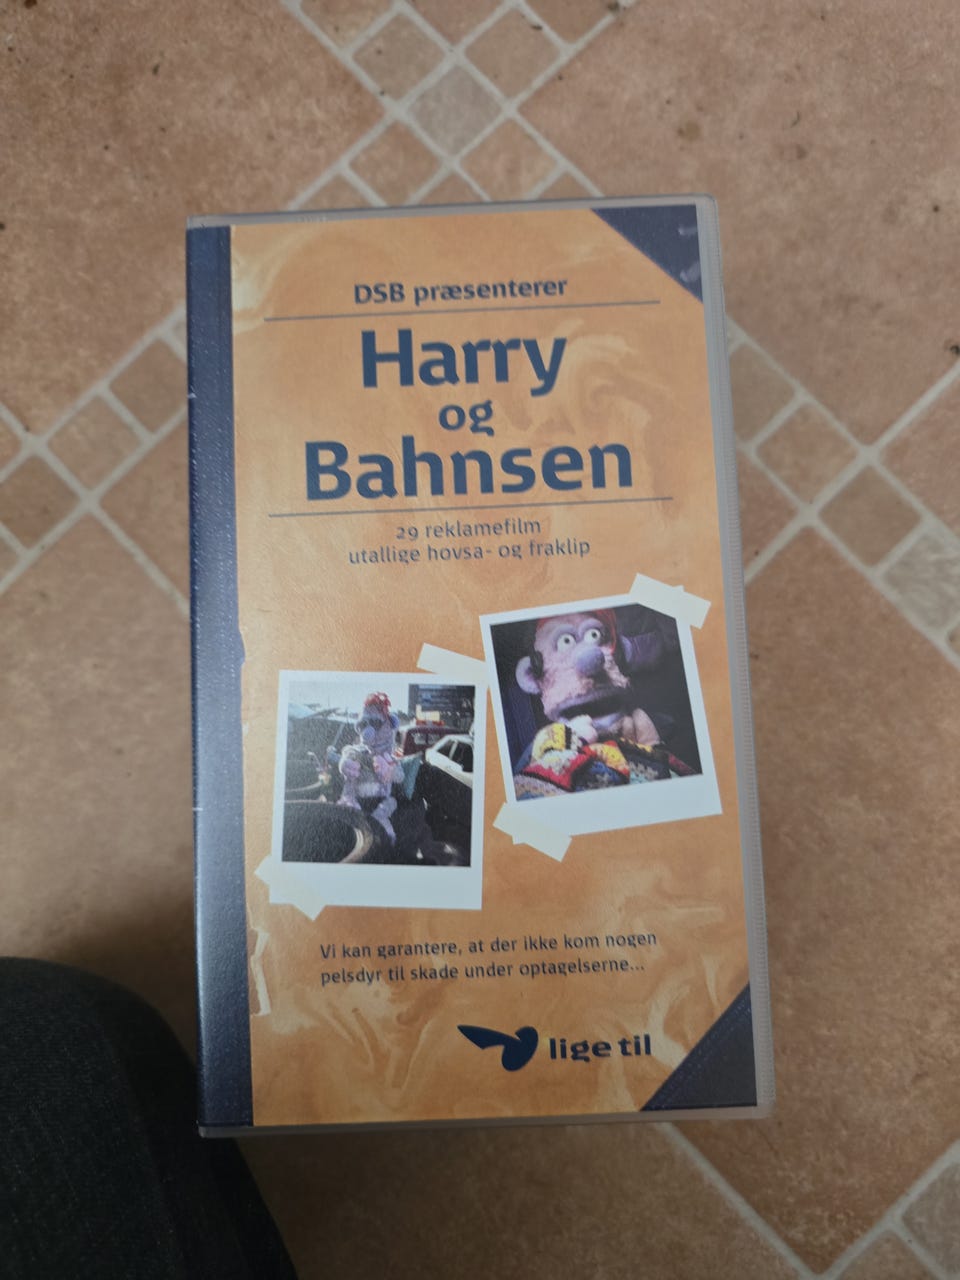 DSB præsenterer
Harry
og
Bahnsen
29 reklamefilm
utallige hovsa- og fraklip
Vi kan garantere, at der ikke kom nogen
pelsdyr til skade under optagelserne...
lige til